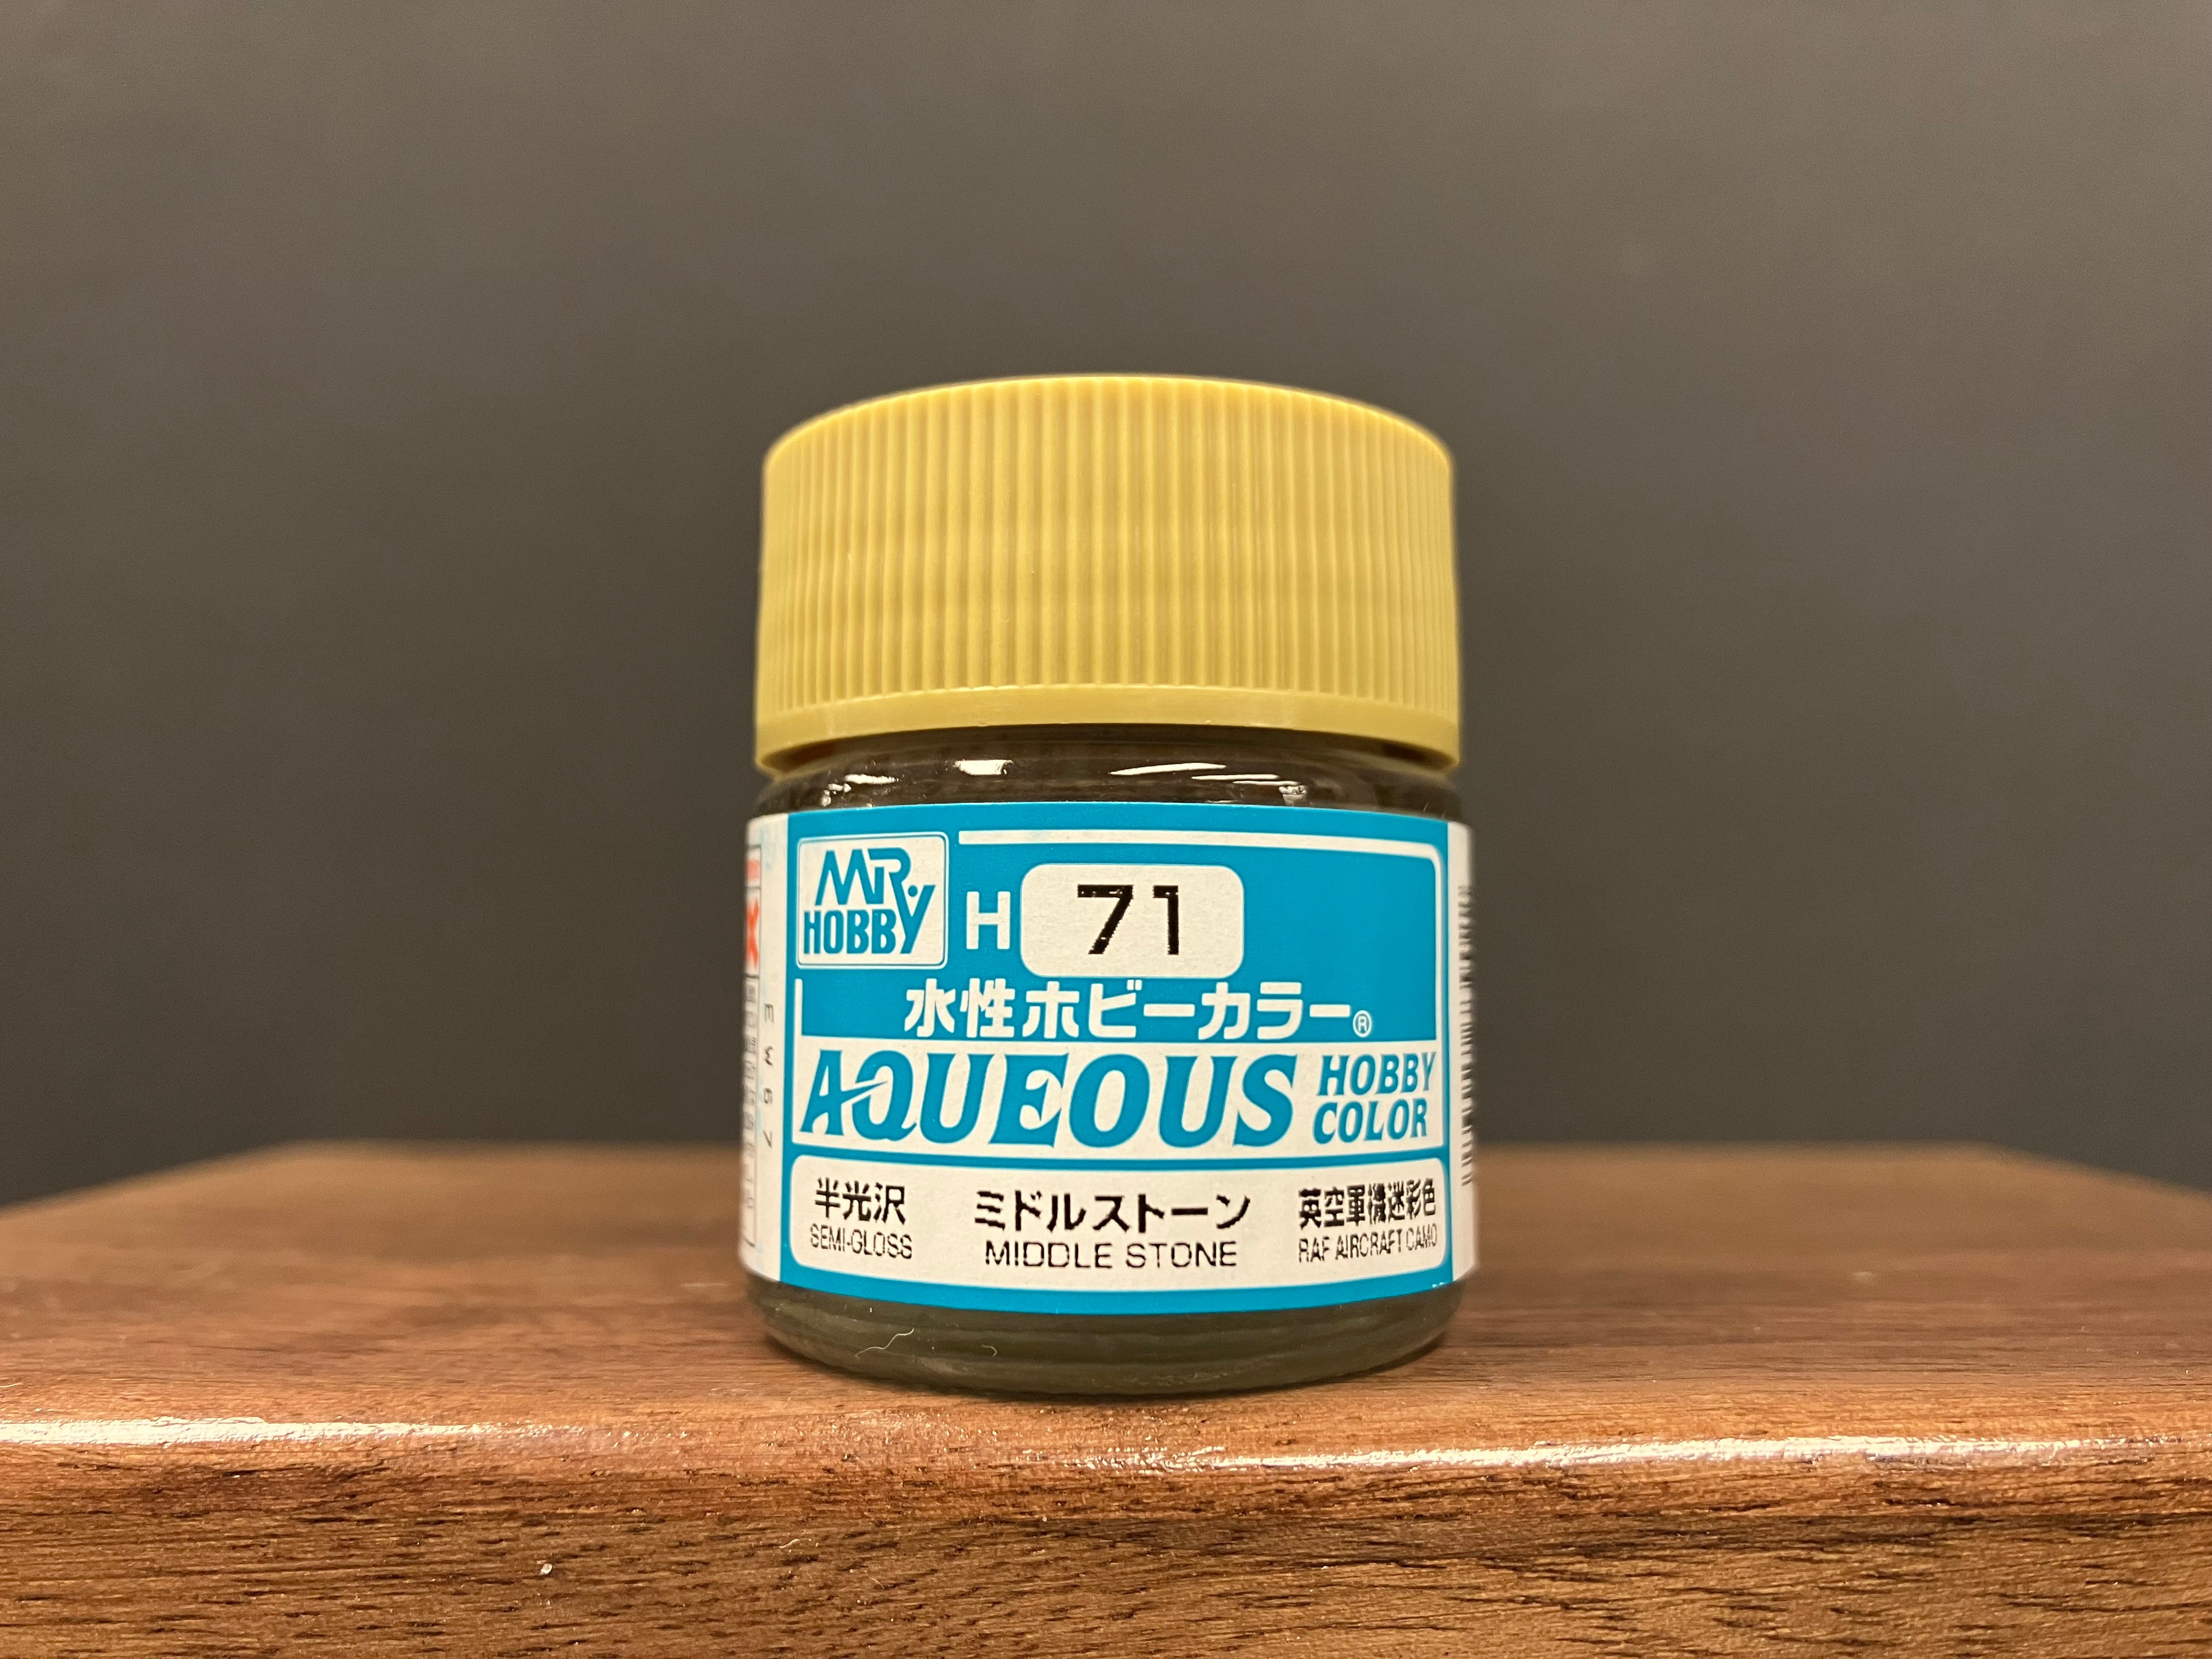 MR. HOBBY
H 71
水性ホビーカラー®
AQUEOUS HOBBY COLOR
半光沢 ミドルストーン 英空軍機迷彩色
SEMI-GLOSS MIDDLE STONE RAF AIRCRAFT CAMO
EW67